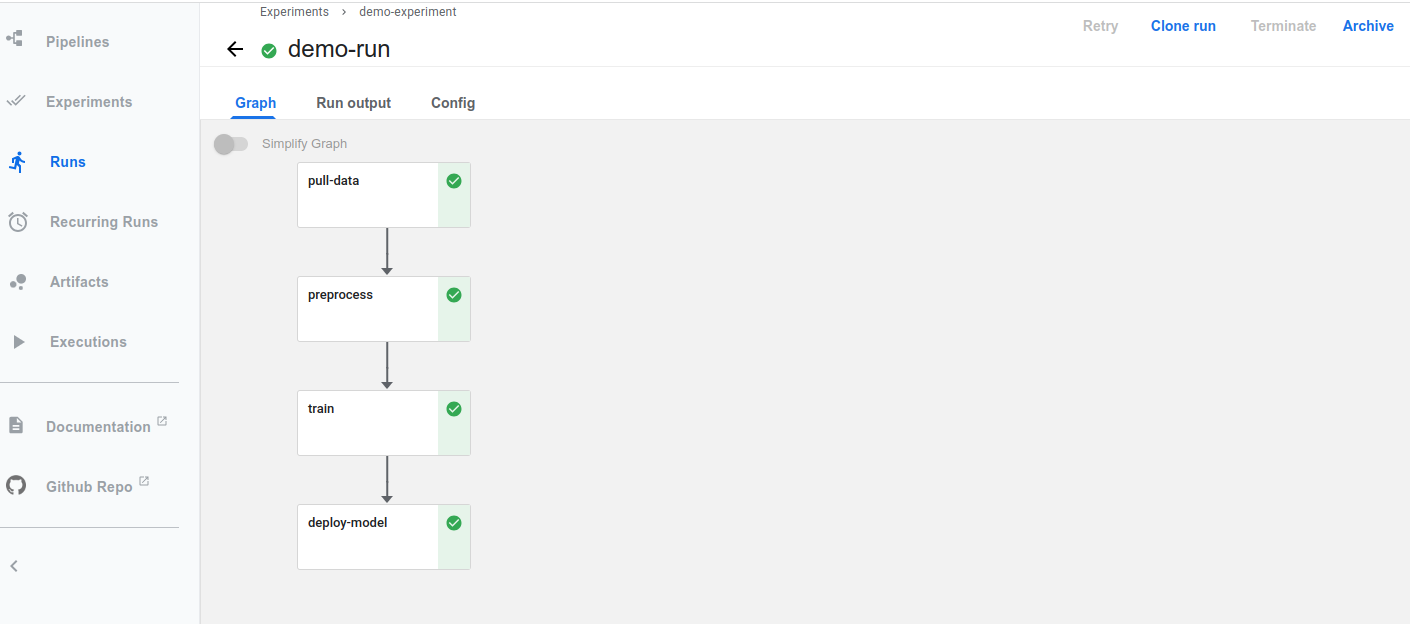 Pipelines
Experiments
Runs
Recurring Runs
Artifacts
Executions
Documentation
Github Repo
Experiments › demo-experiment
demo-run
Retry Clone run Terminate Archive
Graph Run output Config
Simplify Graph
pull-data
preprocess
train
deploy-model